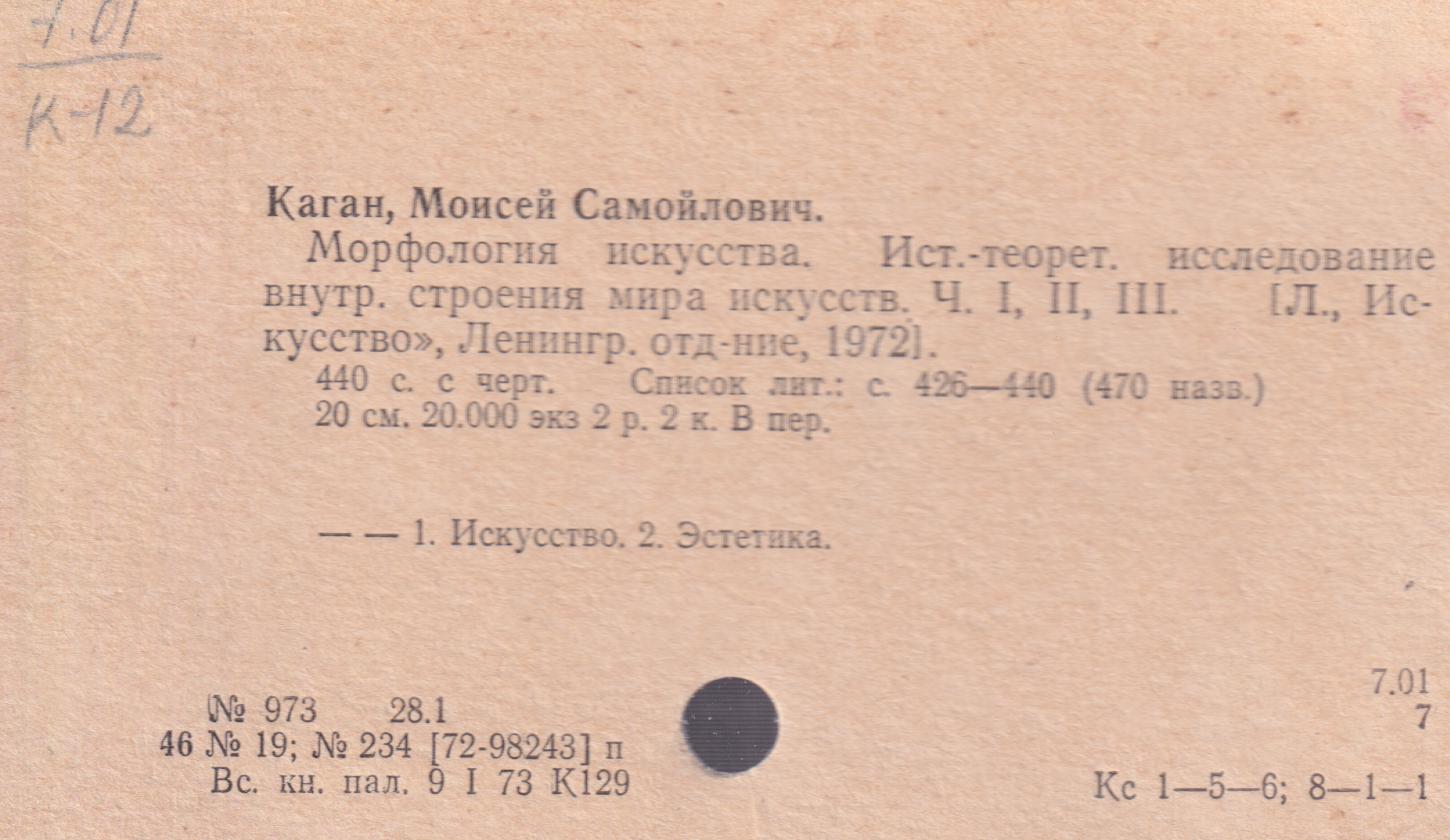 7.01
К-12
Каган, Моисей Самойлович.
Морфология искусства. Ист.-теорет. исследование
внутр. строения мира искусств. Ч. I, II, III. [Л., Ис-
кусство», Ленингр. отд-ние, 1972].
440 с. с черт. Список лит.: с. 426—440 (470 назв.)
20 см. 20.000 экз 2 р. 2 к. В пер.
— — 1. Искусство. 2. Эстетика.
7.01
№ 973 28.1
7
46 № 19; № 234 [72-98243] п
Вс. кн. пал. 9 I 73 К129
Кс 1—5—6; 8—1—1